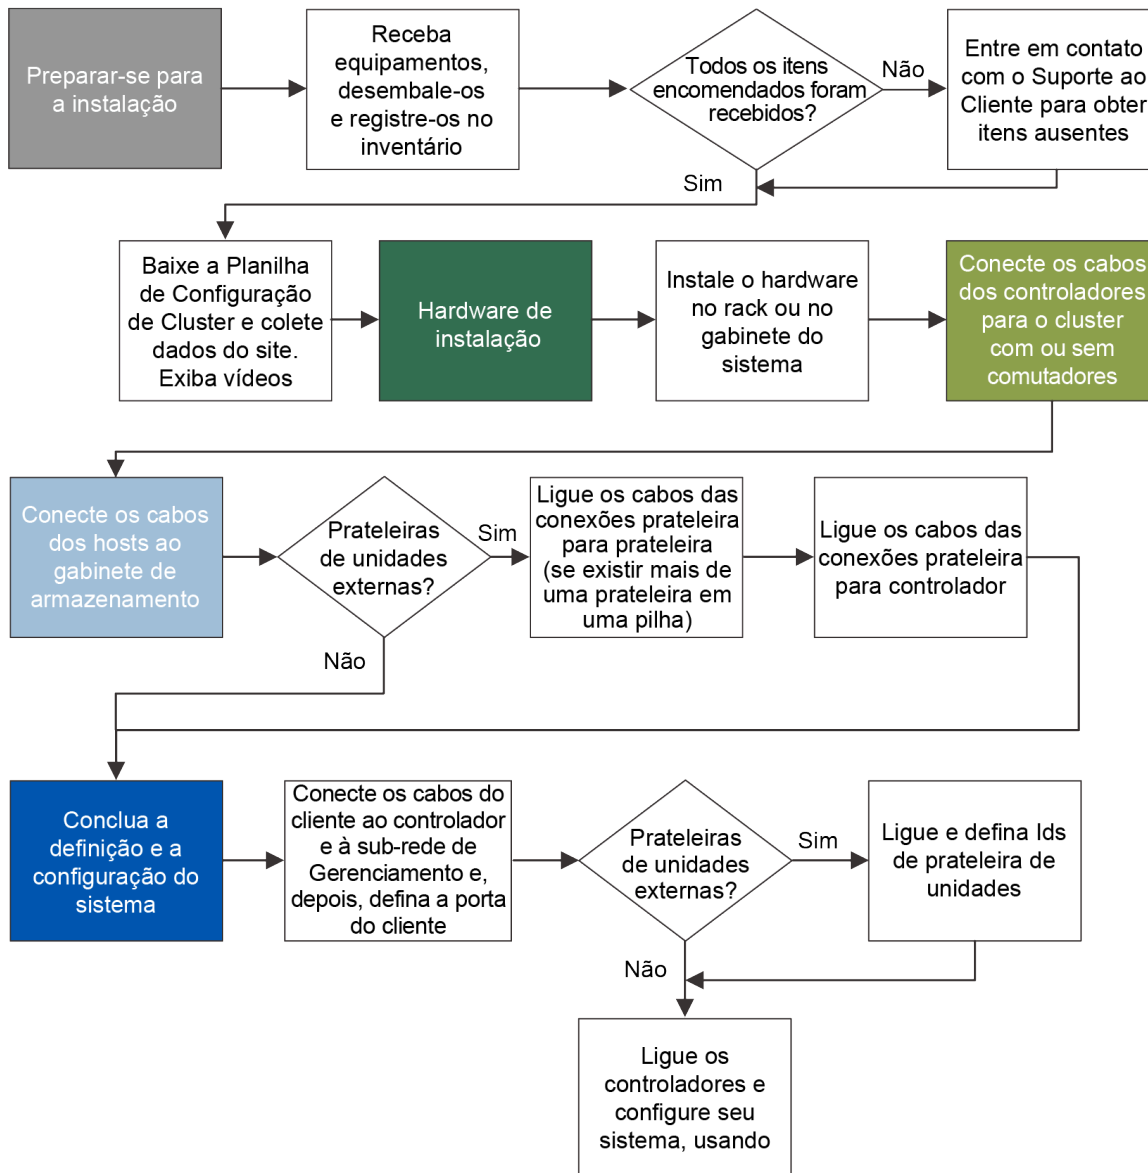 Preparar-se para
a instalação
Receba
equipamentos,
desembale-os
e registre-os no
inventário
Todos os itens
encomendados foram
recebidos?
Não
Entre em contato
com o Suporte ao
Cliente para obter
itens ausentes
Sim
Baixe a Planilha
de Configuração
de Cluster e colete
dados do site.
Exiba vídeos
Hardware de
instalação
Instale o hardware
no rack ou no
gabinete do
sistema
Conecte os cabos
dos controladores
para o cluster
com ou sem
comutadores
Conecte os cabos
dos hosts ao
gabinete de
armazenamento
Prateleiras
de unidades
externas?
Sim
Ligue os cabos das
conexões prateleira
para prateleira
(se existir mais de
uma prateleira em
uma pilha)
Ligue os cabos das
conexões prateleira
para controlador
Não
Conclua a
definição e a
configuração do
sistema
Conecte os cabos do
cliente ao controlador
e à sub-rede de
Gerenciamento e,
depois, defina a porta
do cliente
Prateleiras
de unidades
externas?
Sim
Ligue e defina Ids
de prateleira de
unidades
Não
Ligue os
controladores e
configure seu
sistema, usando